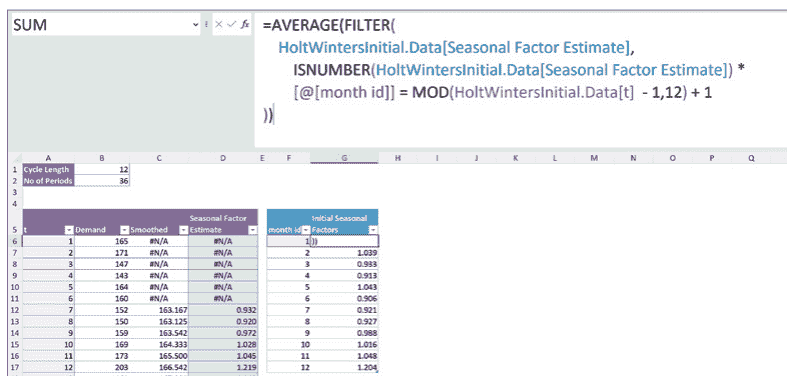 SUM
=AVERAGE(FILTER(
HoltWintersInitial.Data[Seasonal Factor Estimate],
ISNUMBER(HoltWintersInitial.Data[Seasonal Factor Estimate]) *
[@[month id]] = MOD(HoltWintersInitial.Data[t] - 1,12) + 1
))
A B C D E F G H I J K L M N O P Q
1 Cycle Length 12
2 No of Periods 36
3
4
Seasonal Factor Initial Seasonal
5 t Demand Smoothed Estimate month id Factors
6 1 165 #N/A #N/A 1 ))
7 2 171 #N/A #N/A 2 1.039
8 3 147 #N/A #N/A 3 0.933
9 4 143 #N/A #N/A 4 0.913
10 5 164 #N/A #N/A 5 1.043
11 6 160 #N/A #N/A 6 0.906
12 7 152 163.167 0.932 7 0.921
13 8 150 163.125 0.920 8 0.927
14 9 159 163.542 0.972 9 0.988
15 10 169 164.333 1.028 10 1.016
16 11 173 165.500 1.045 11 1.048
17 12 203 166.542 1.219 12 1.204